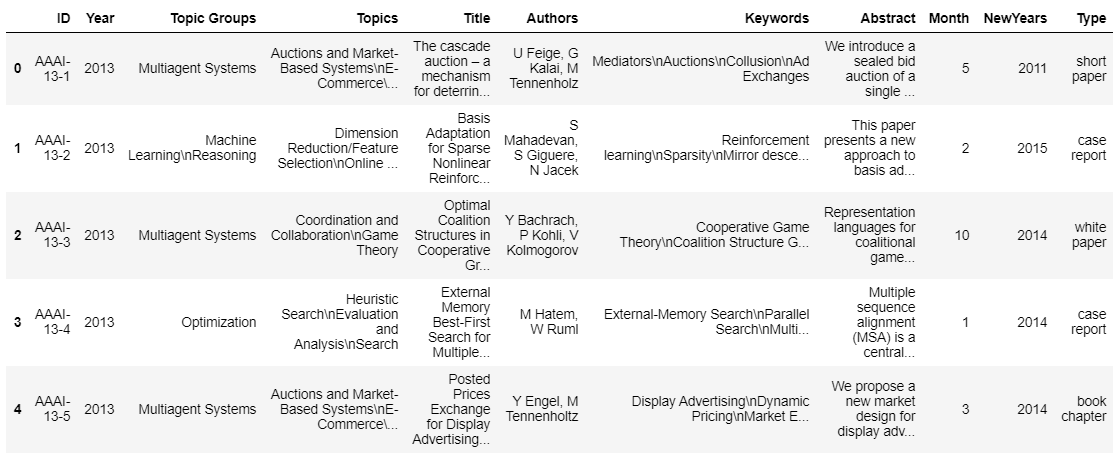 ID Year Topic Groups Topics Title Authors Keywords Abstract Month NewYears Type
0
AAAI-
13-1
2013
Multiagent Systems
Auctions and Market-
Based Systems\nE-
Commerce\...
The cascade
auction – a
mechanism
for deterrin...
U Feige, G
Kalai, M
Tennenholz
Mediators\nAuctions\nCollusion\nAd
Exchanges
We introduce a
sealed bid
auction of a
single ...
5
2011
short
paper
1
AAAI-
13-2
2013
Machine
Learning\nReasoning
Dimension
Reduction/Feature
Selection\nOnline ...
Basis
Adaptation
for Sparse
Nonlinear
Reinforc...
S
Mahadevan,
S Giguere,
N Jacek
Reinforcement
learning\nSparsity\nMirror desce...
This paper
presents a new
approach to
basis ad...
2
2015
case
report
2
AAAI-
13-3
2013
Multiagent Systems
Coordination and
Collaboration\nGame
Theory
Optimal
Coalition
Structures in
Cooperative
Gr...
Y Bachrach,
P Kohli, V
Kolmogorov
Cooperative Game
Theory\nCoalition Structure G...
Representation
languages for
coalitional
game...
10
2014
white
paper
3
AAAI-
13-4
2013
Optimization
Heuristic
Search\nEvaluation
and
Analysis\nSearch
External
Memory
Best-First
Search for
Multiple...
M Hatem,
W Ruml
External-Memory Search\nParallel
Search\nMulti...
Multiple
sequence
alignment
(MSA) is a
central...
1
2014
case
report
4
AAAI-
13-5
2013
Multiagent Systems
Auctions and Market-
Based Systems\nE-
Commerce\...
Posted
Prices
Exchange
for Display
Advertising...
Y Engel, M
Tennenholtz
Display Advertising\nDynamic
Pricing\nMarket E...
We propose a
new market
design for
display adv...
3
2014
book
chapter